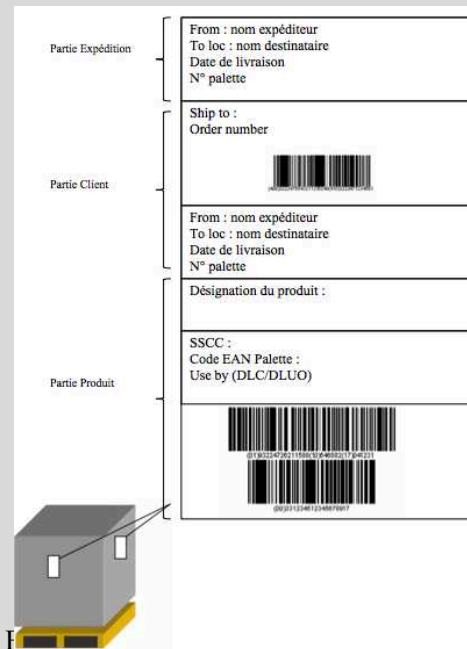 Partie Expédition
From : nom expéditeur
To loc : nom destinataire
Date de livraison
N° palette
Partie Client
Ship to :
Order number
From : nom expéditeur
To loc : nom destinataire
Date de livraison
N° palette
Partie Produit
Désignation du produit :
SSCC :
Code EAN Palette :
Use by (DLC/DLUO)